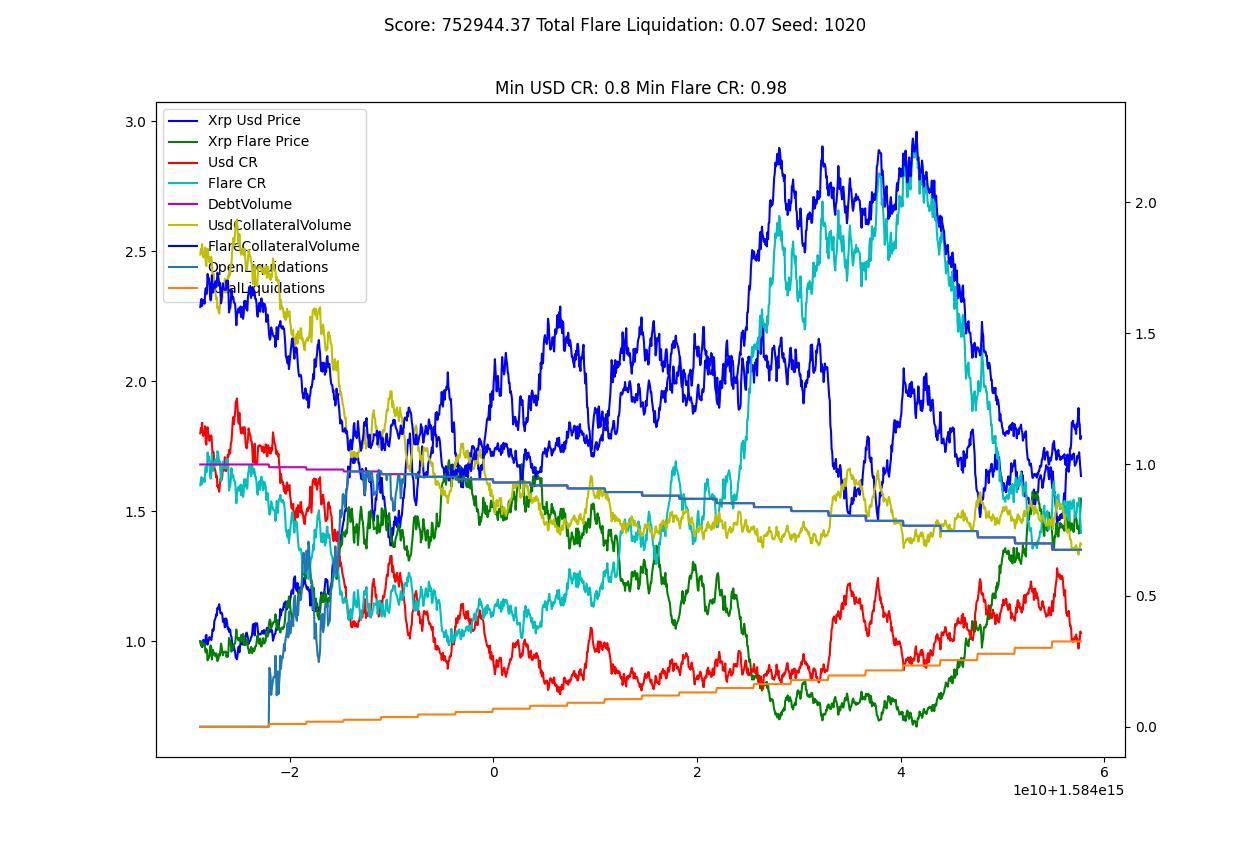 Score: 752944.37 Total Flare Liquidation: 0.07 Seed: 1020
Min USD CR: 0.8 Min Flare CR: 0.98
Xrp Usd Price
Xrp Flare Price
Usd CR
Flare CR
DebtVolume
UsdCollateralVolume
FlareCollateralVolume
OpenLiquidations
TotalLiquidations
3.0
2.5
2.0
1.5
1.0
2.0
1.5
1.0
0.5
0.0
−2
0
2
4
6
1e10+1.584e15